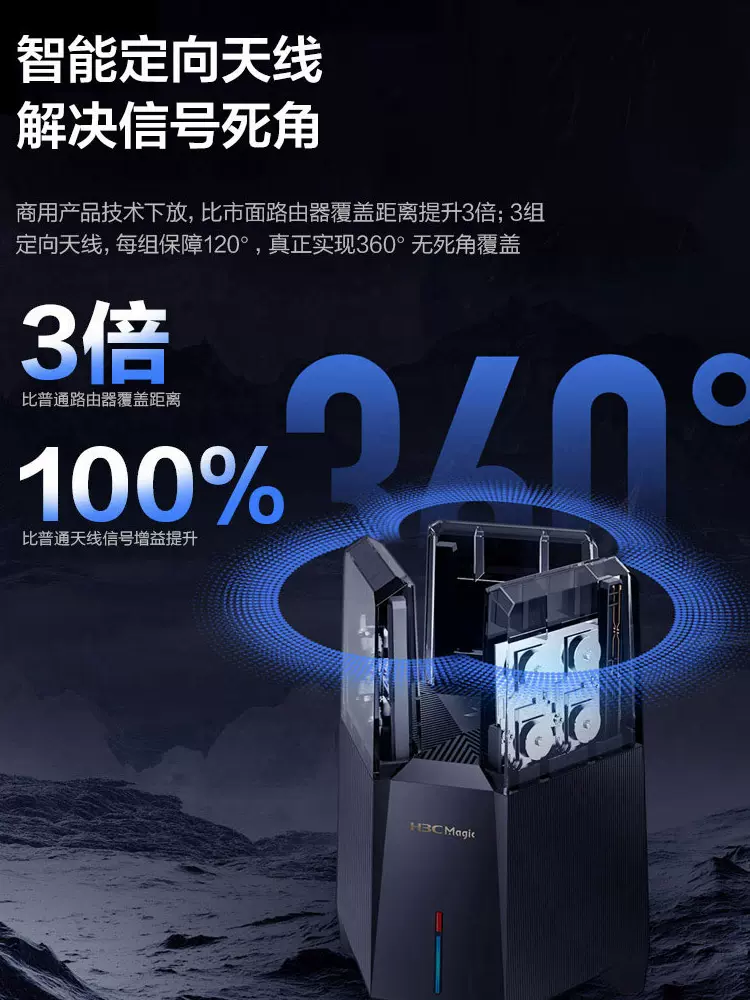 智能定向天线
解决信号死角
商用产品技术下放，比市面路由器覆盖距离提升3倍；3组
定向天线，每组保障120°，真正实现360° 无死角覆盖
3倍
比普通路由器覆盖距离
360°
100%
比普通天线信号增益提升
H3C Magic